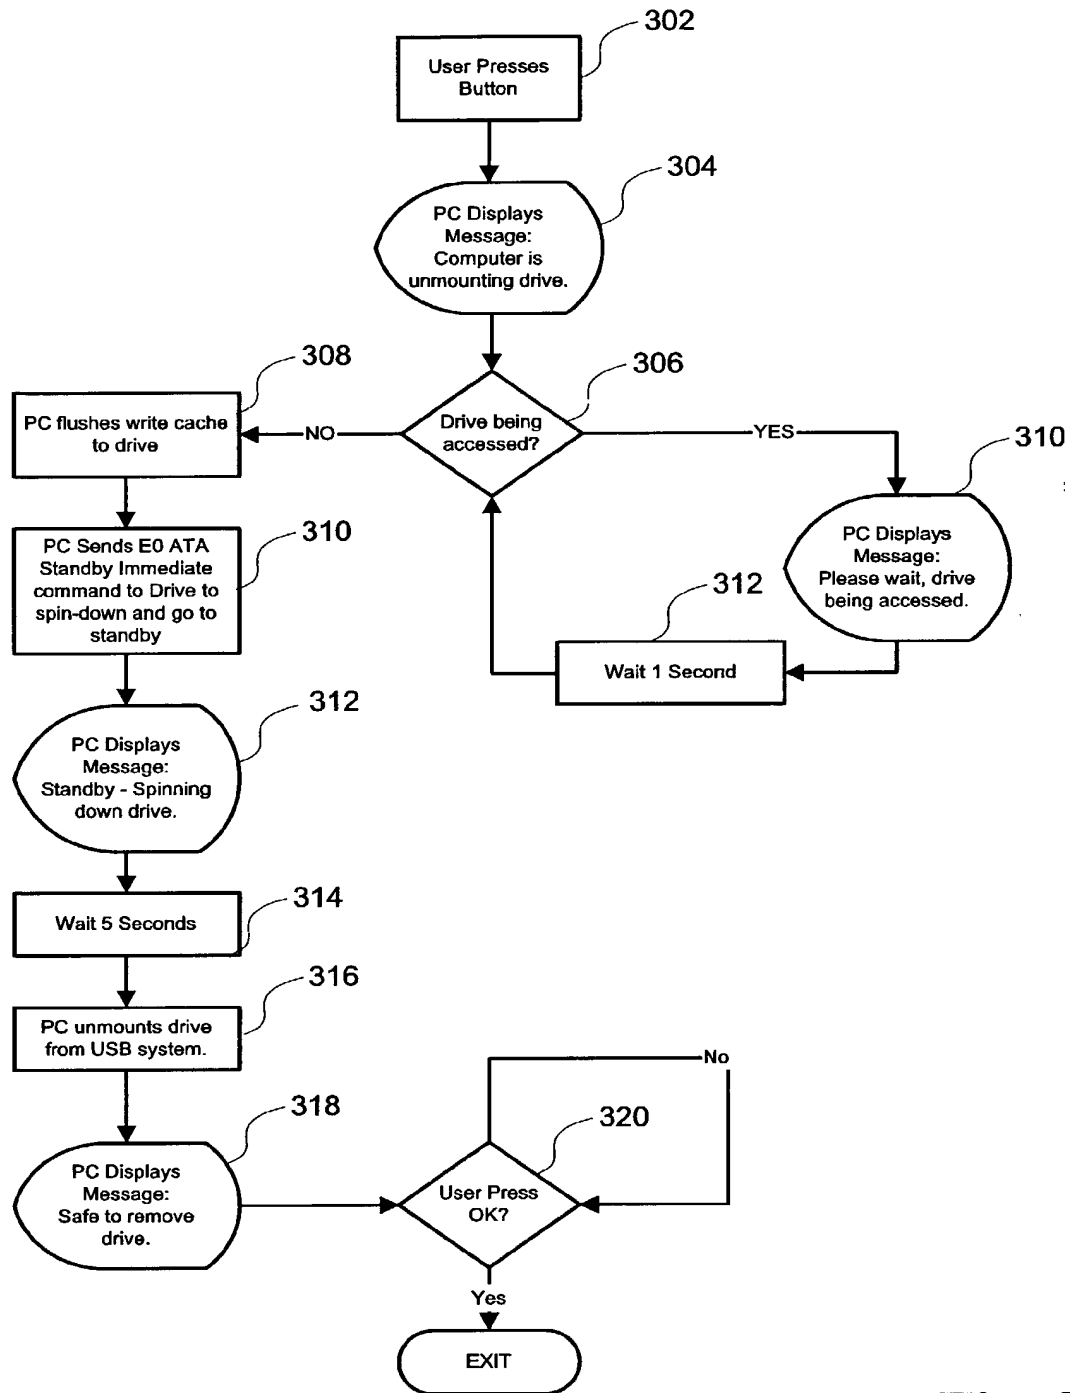 302
User Presses
Button
304
PC Displays
Message:
Computer is
unmounting drive.
306
Drive being
accessed?
NO
YES
308
PC flushes write cache
to drive
310
PC Displays
Message:
Please wait, drive
being accessed.
312
Wait 1 Second
310
PC Sends E0 ATA
Standby Immediate
command to Drive to
spin-down and go to
standby
312
PC Displays
Message:
Standby - Spinning
down drive.
314
Wait 5 Seconds
316
PC unmounts drive
from USB system.
318
PC Displays
Message:
Safe to remove
drive.
320
User Press
OK?
No
Yes
EXIT